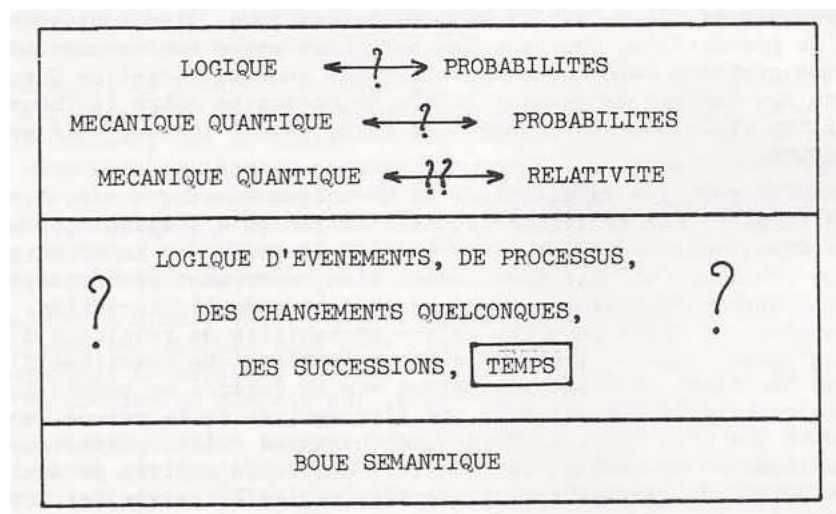 LOGIQUE ? PROBABILITES
MECANIQUE QUANTIQUE ? PROBABILITES
MECANIQUE QUANTIQUE ?? RELATIVITE
LOGIQUE D'EVENEMENTS, DE PROCESSUS,
? DES CHANGEMENTS QUELCONQUES, ?
DES SUCCESSIONS, TEMPS
BOUE SEMANTIQUE